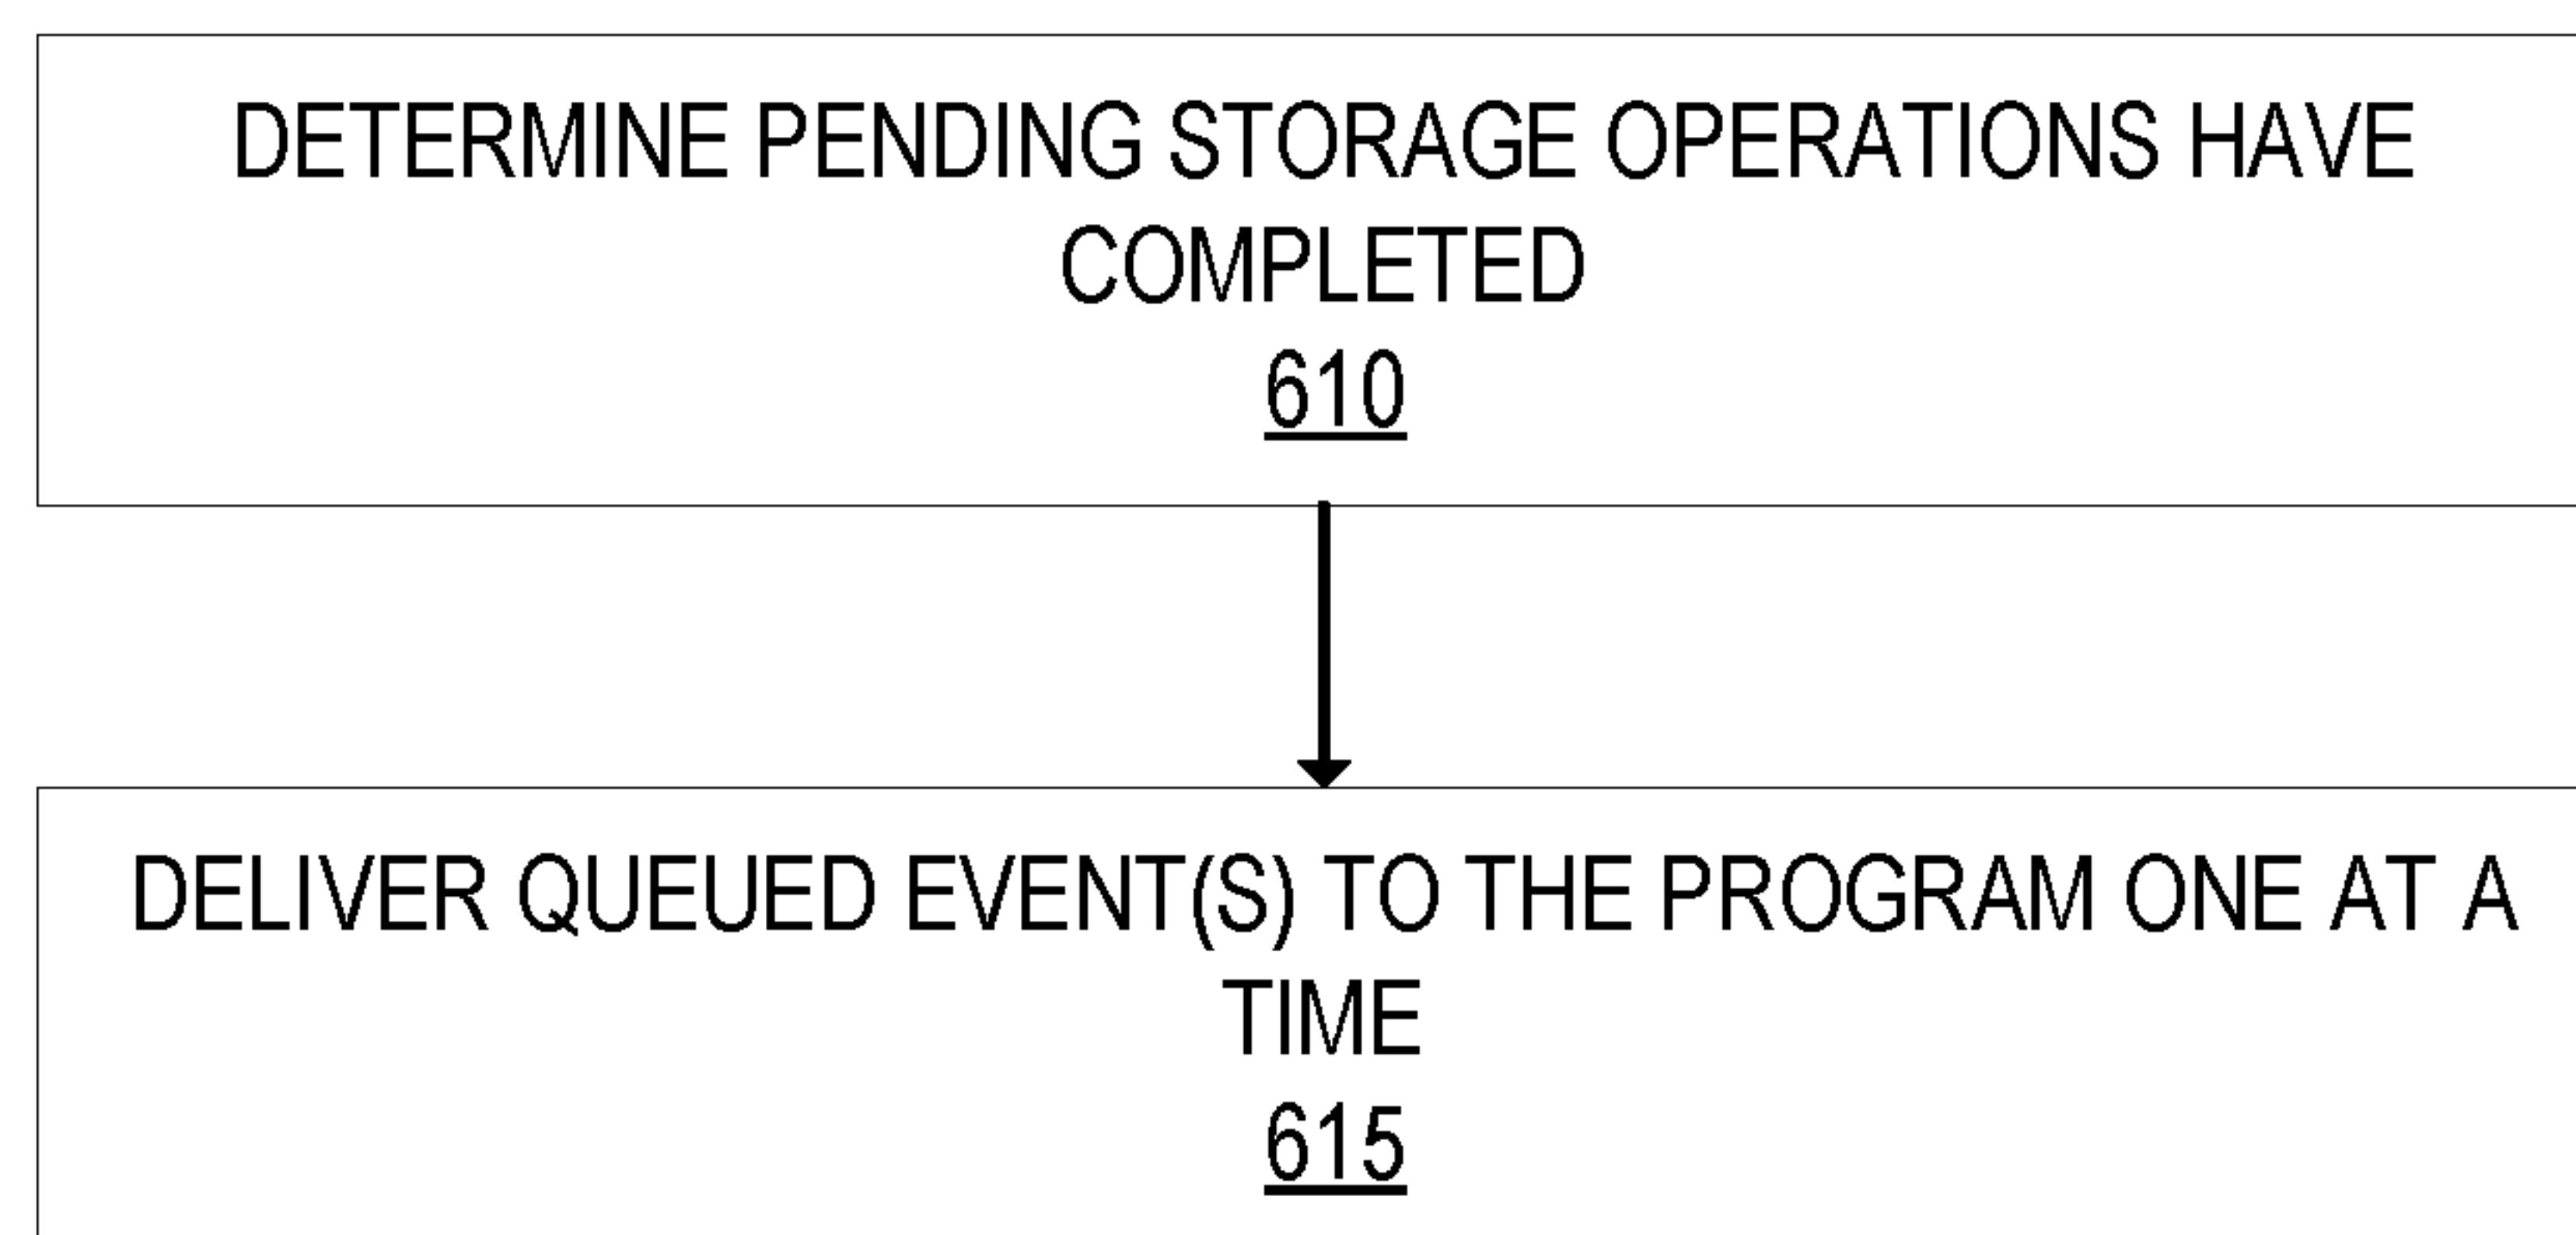 DETERMINE PENDING STORAGE OPERATIONS HAVE
COMPLETED
610
DELIVER QUEUED EVENT(S) TO THE PROGRAM ONE AT A
TIME
615